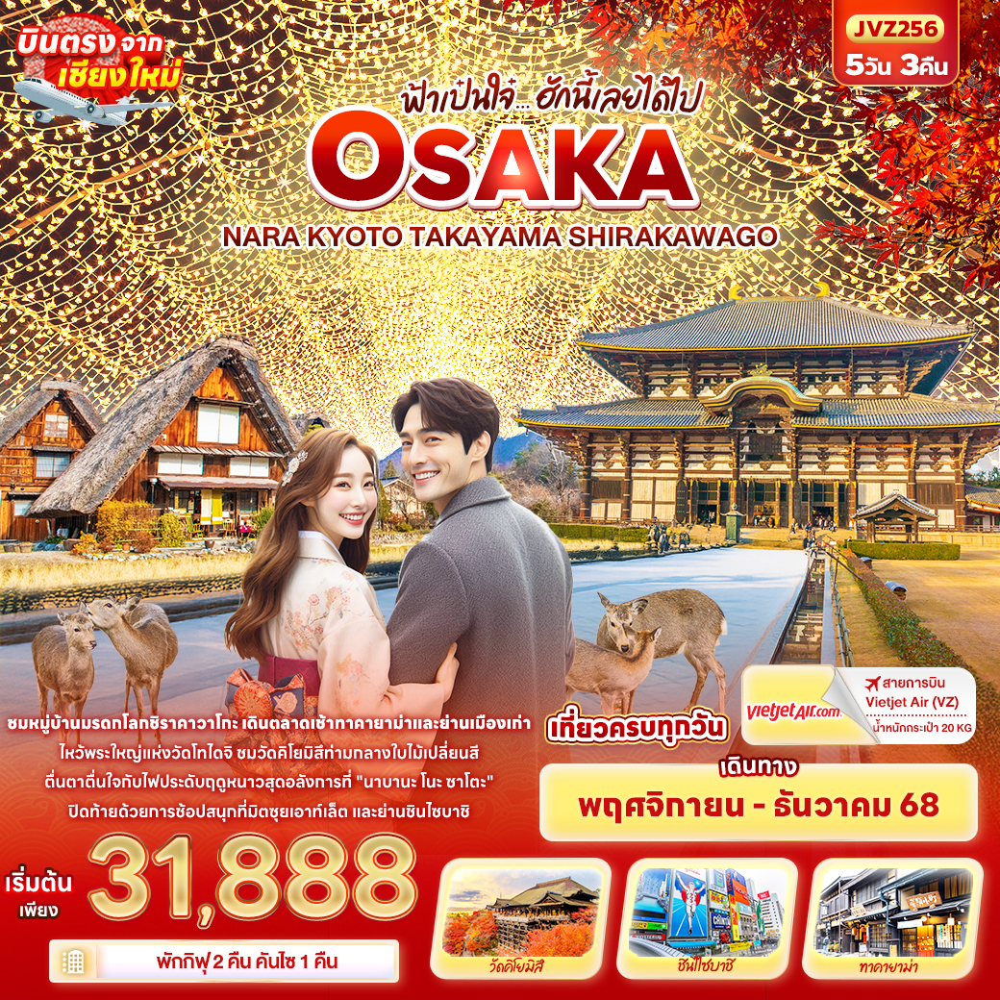 บินตรง จาก
เชียงใหม่
JVZ256
5วัน 3คืน
ฟ้าเป๋นใจ๋... ฮักนี้เลยได้ไป
OSAKA
NARA KYOTO TAKAYAMA SHIRAKAWAGO
ชมหมู่บ้านมรดกโลกชิราคาวาโกะ เดินตลาดเช้าทาคายาม่าและย่านเมืองเก่า
ไหว้พระใหญ่แห่งวัดโทไดจิ ชมวัดคิโยมิสึท่ามกลางใบไม้เปลี่ยนสี
ตื่นตาตื่นใจกับไฟประดับฤดูหนาวสุดอลังการที่ "นาบานะ โนะ ซาโตะ"
ปิดท้ายด้วยการช้อปสนุกที่มิตซุยเอาท์เล็ต และย่านชินไซบาชิ
เที่ยวครบทุกวัน
vietjetAir.com
สายการบิน
Vietjet Air (VZ)
น้ำหนักกระเป๋า 20 KG
เดินทาง
พฤศจิกายน - ธันวาคม 68
เริ่มต้น
เพียง
31,888
พักกิฟุ 2 คืน คันไซ 1 คืน
วัดคิโยมิสึ
ชินไซบาชิ
ทาคายาม่า